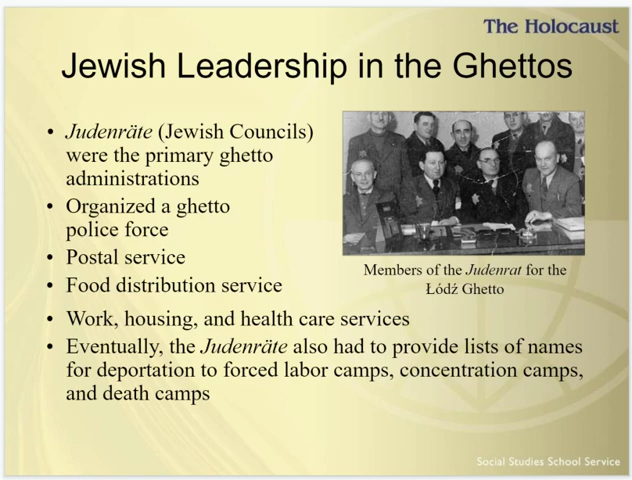 The Holocaust
Jewish Leadership in the Ghettos
• Judenräte (Jewish Councils)
were the primary ghetto
administrations
• Organized a ghetto
police force
• Postal service
• Food distribution service
Members of the Judenrat for the
Łódź Ghetto
• Work, housing, and health care services
• Eventually, the Judenräte also had to provide lists of names
for deportation to forced labor camps, concentration camps,
and death camps
Social Studies School Service